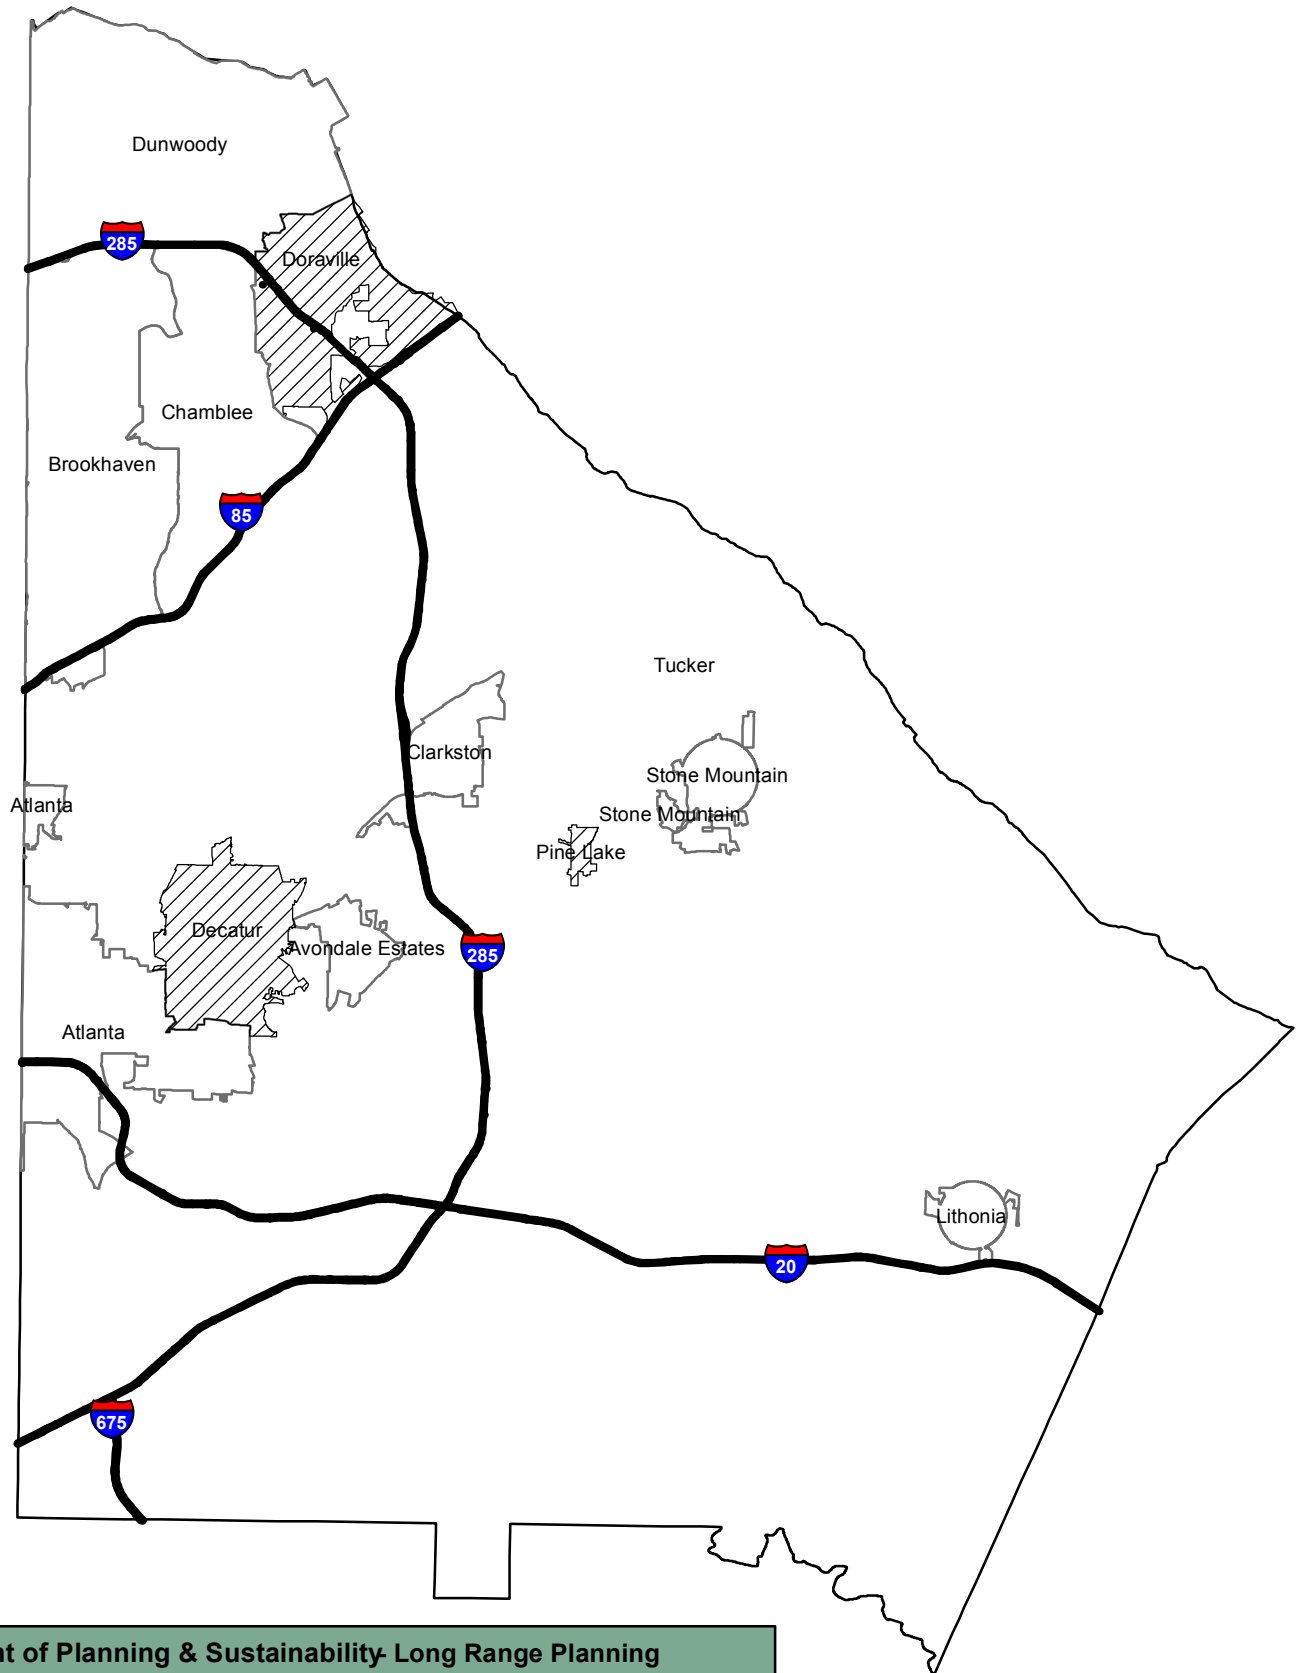 Dunwoody
285
Doraville
Chamblee
Brookhaven
85
Tucker
Clarkston
Stone Mountain
Atlanta
Stone Mountain
Pine Lake
Decatur
Avondale Estates
285
Atlanta
Lithonia
20
675
of Planning & Sustainability- Long Range Planning